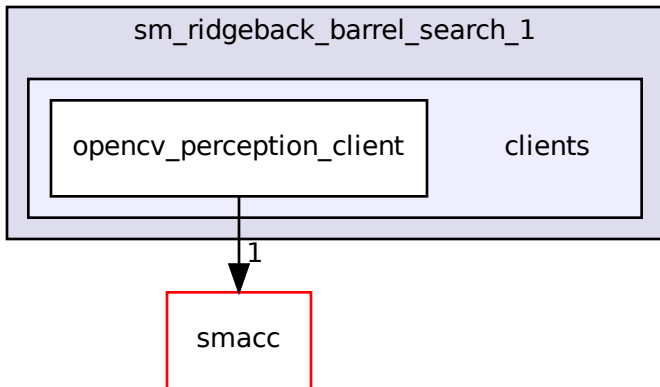 sm_ridgeback_barrel_search_1
opencv_perception_client
clients
1
smacc